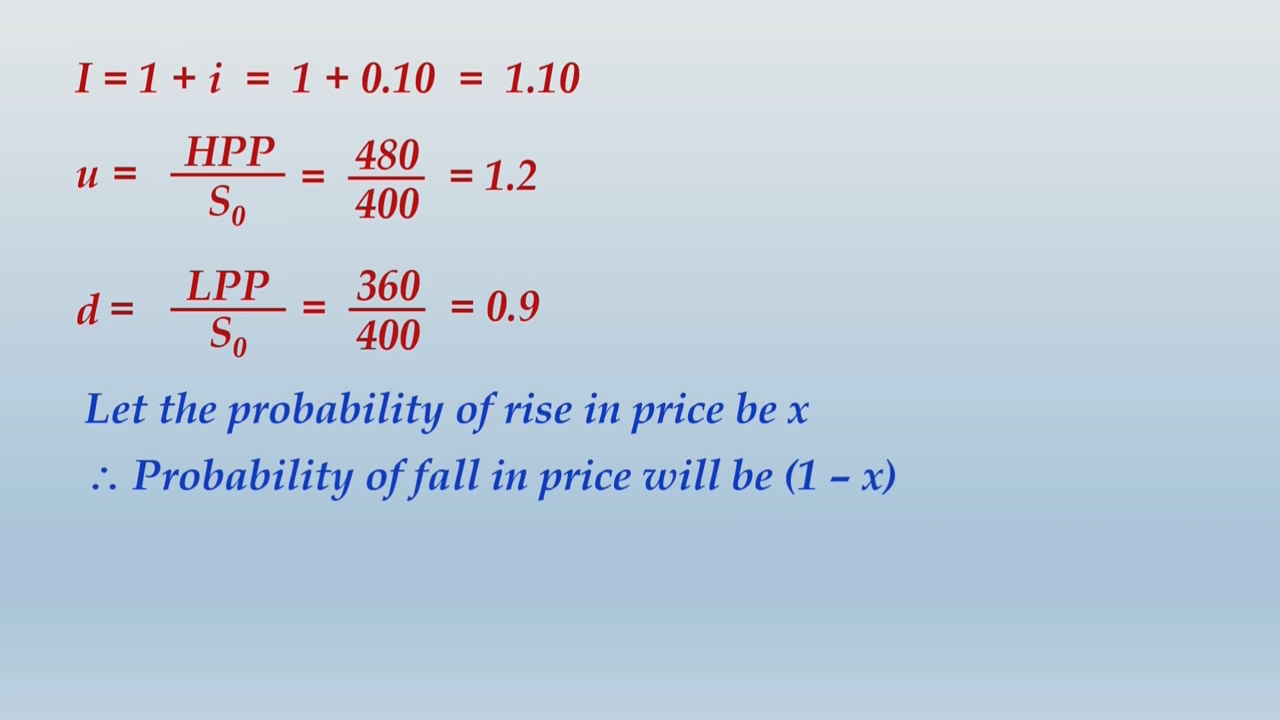 I = 1 + i = 1 + 0.10 = 1.10
u = HPP / S₀ = 480 / 400 = 1.2
d = LPP / S₀ = 360 / 400 = 0.9
Let the probability of rise in price be x
∴ Probability of fall in price will be (1 – x)